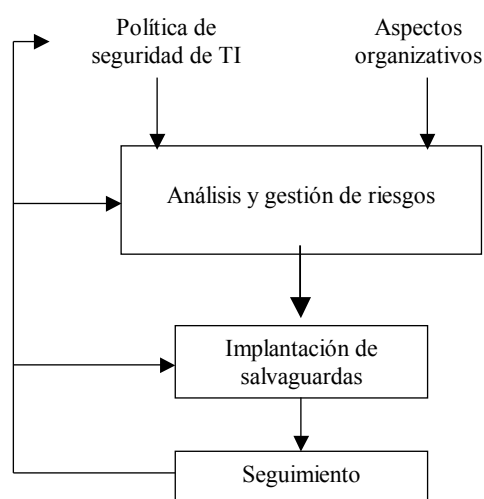 Política de
seguridad de TI
Aspectos
organizativos
Análisis y gestión de riesgos
Implantación de
salvaguardas
Seguimiento